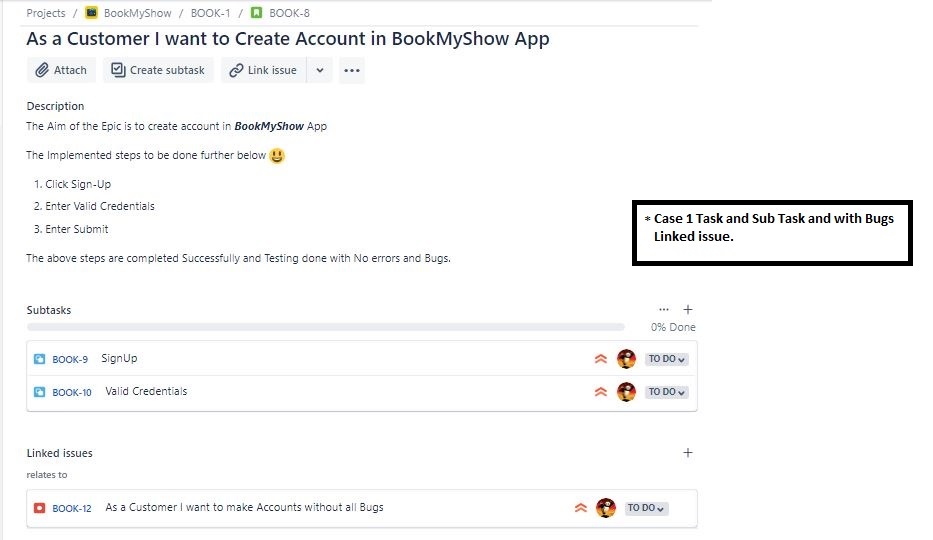 Projects / BookMyShow / BOOK-1 / BOOK-8
As a Customer I want to Create Account in BookMyShow App
Attach Create subtask Link issue
Description
The Aim of the Epic is to create account in BookMyShow App
The Implemented steps to be done further below
1. Click Sign-Up
2. Enter Valid Credentials
3. Enter Submit
* Case 1 Task and Sub Task and with Bugs
Linked issue.
The above steps are completed Successfully and Testing done with No errors and Bugs.
Subtasks
0% Done
BOOK-9 SignUp TO DO
BOOK-10 Valid Credentials TO DO
Linked issues
relates to
BOOK-12 As a Customer I want to make Accounts without all Bugs TO DO